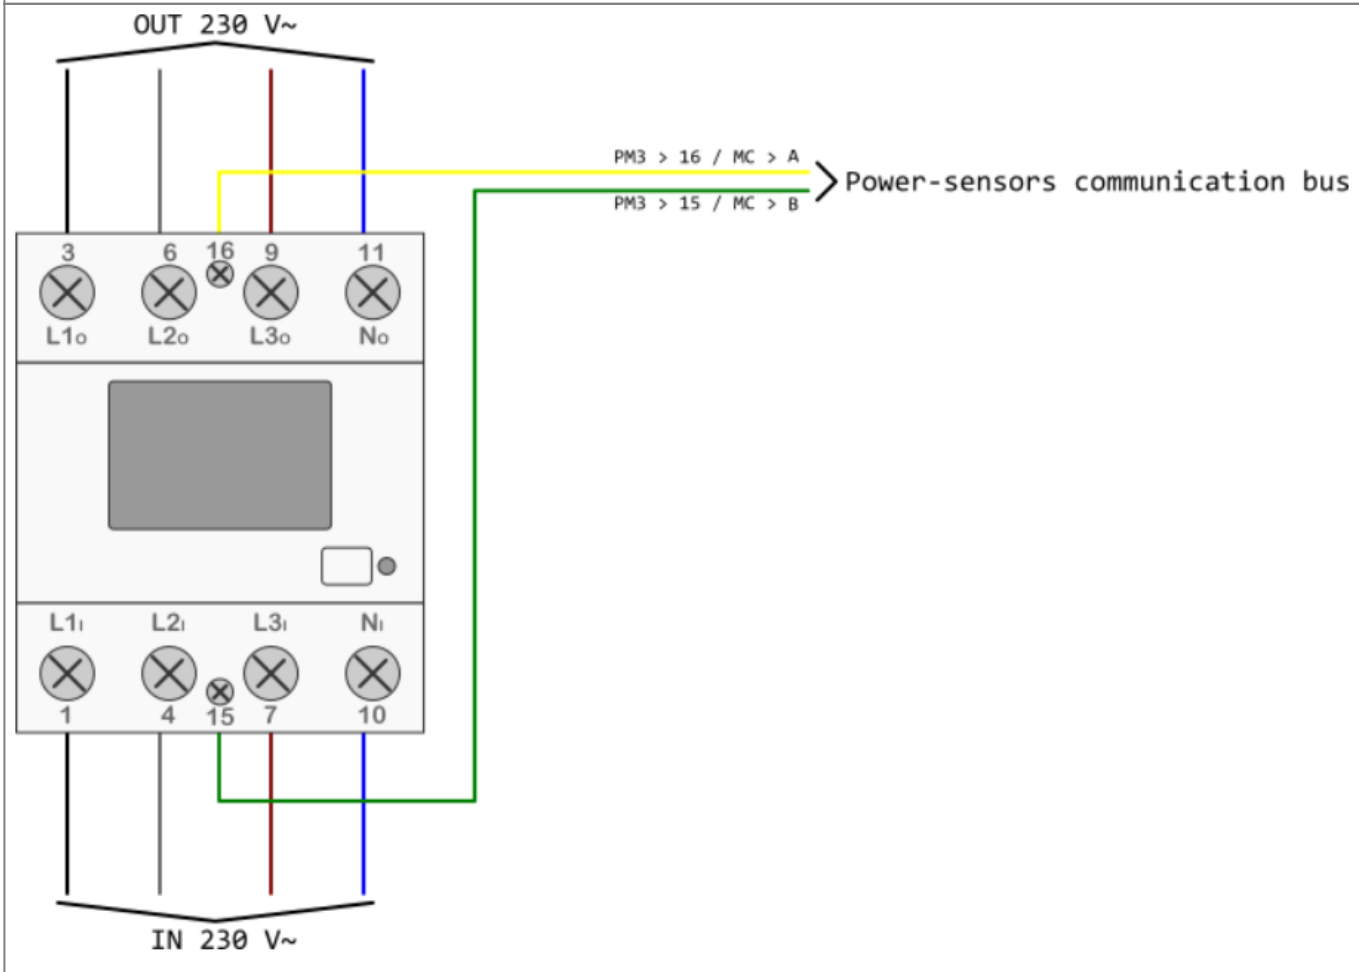 OUT 230 V~
PM3 > 16 / MC > A
Power-sensors communication bus
PM3 > 15 / MC > B
3 6 16 9 11
L1o L2o L3o No
L1I L2I L3I NI
1 4 15 7 10
IN 230 V~